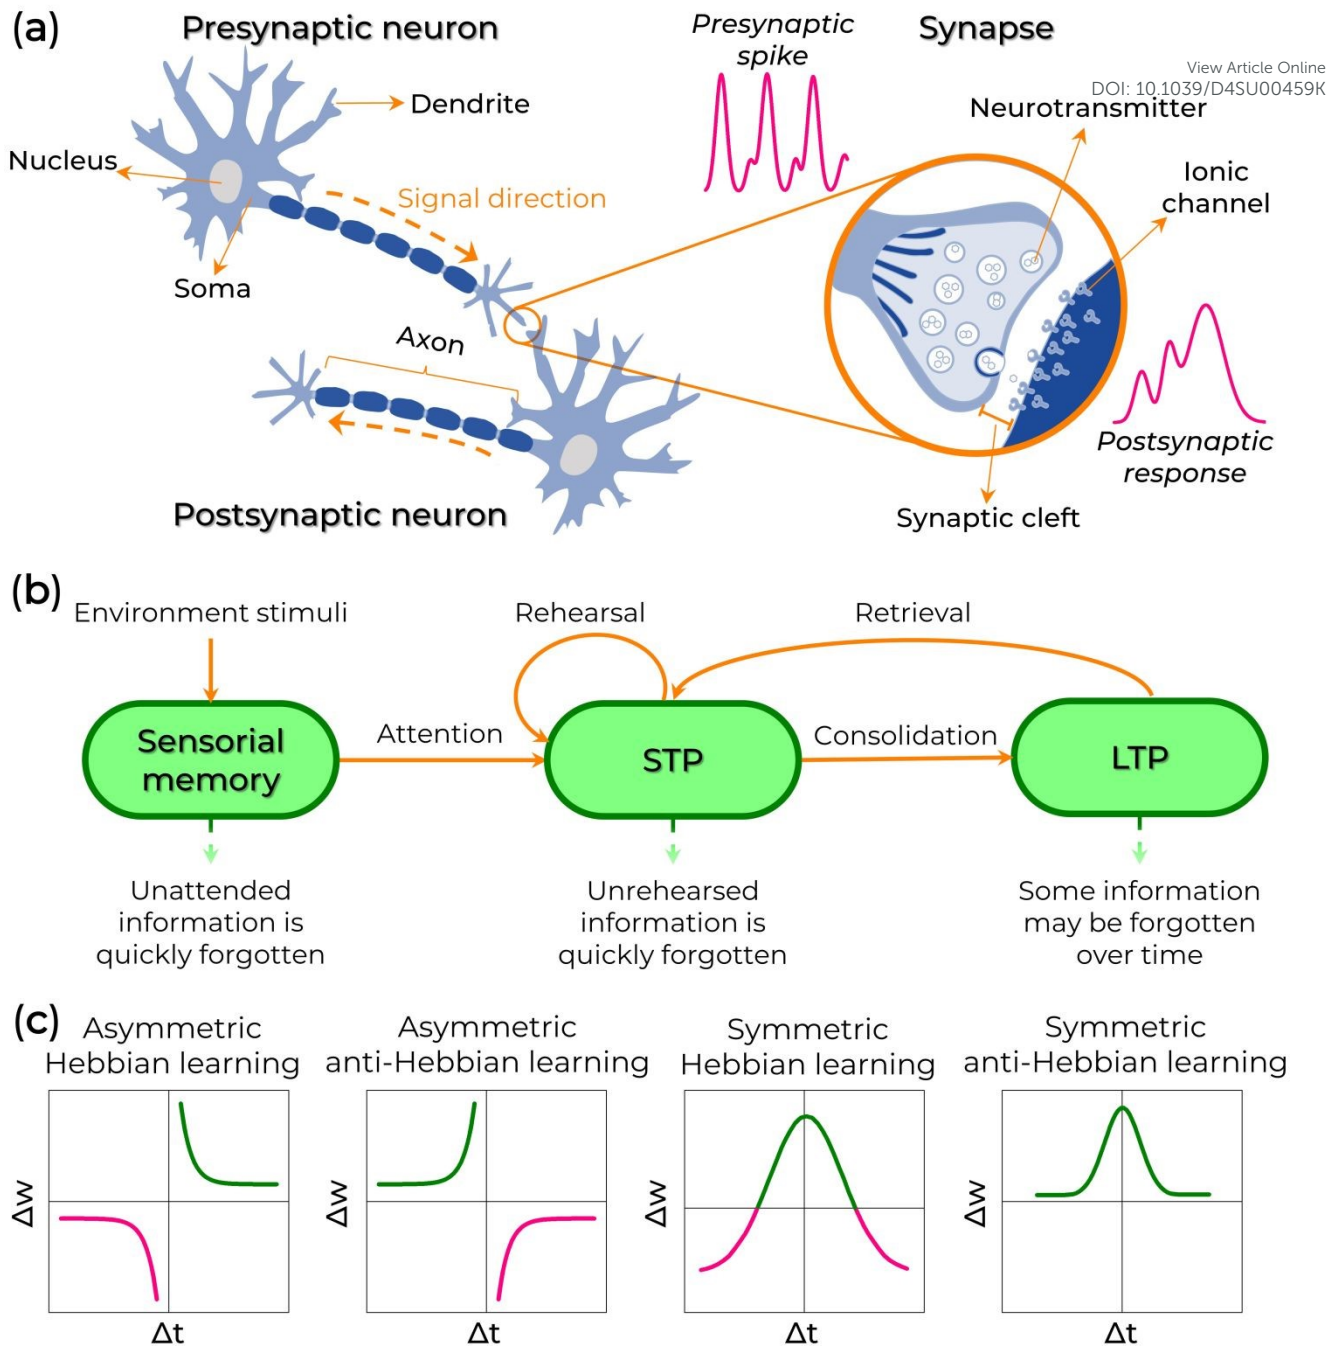 (a)
Presynaptic neuron
Presynaptic
spike
Synapse
View Article Online
DOI: 10.1039/D4SU00459K
Dendrite
Neurotransmitter
Nucleus
Ionic
channel
Signal direction
Soma
Axon
Postsynaptic
response
Postsynaptic neuron
Synaptic cleft
(b)
Environment stimuli
Rehearsal
Retrieval
Sensorial
memory
Attention
STP
Consolidation
LTP
Unattended
information is
quickly forgotten
Unrehearsed
information is
quickly forgotten
Some information
may be forgotten
over time
(c)
Asymmetric
Hebbian learning
Asymmetric
anti-Hebbian learning
Symmetric
Hebbian learning
Symmetric
anti-Hebbian learning
Δw
Δt
Δw
Δt
Δw
Δt
Δw
Δt